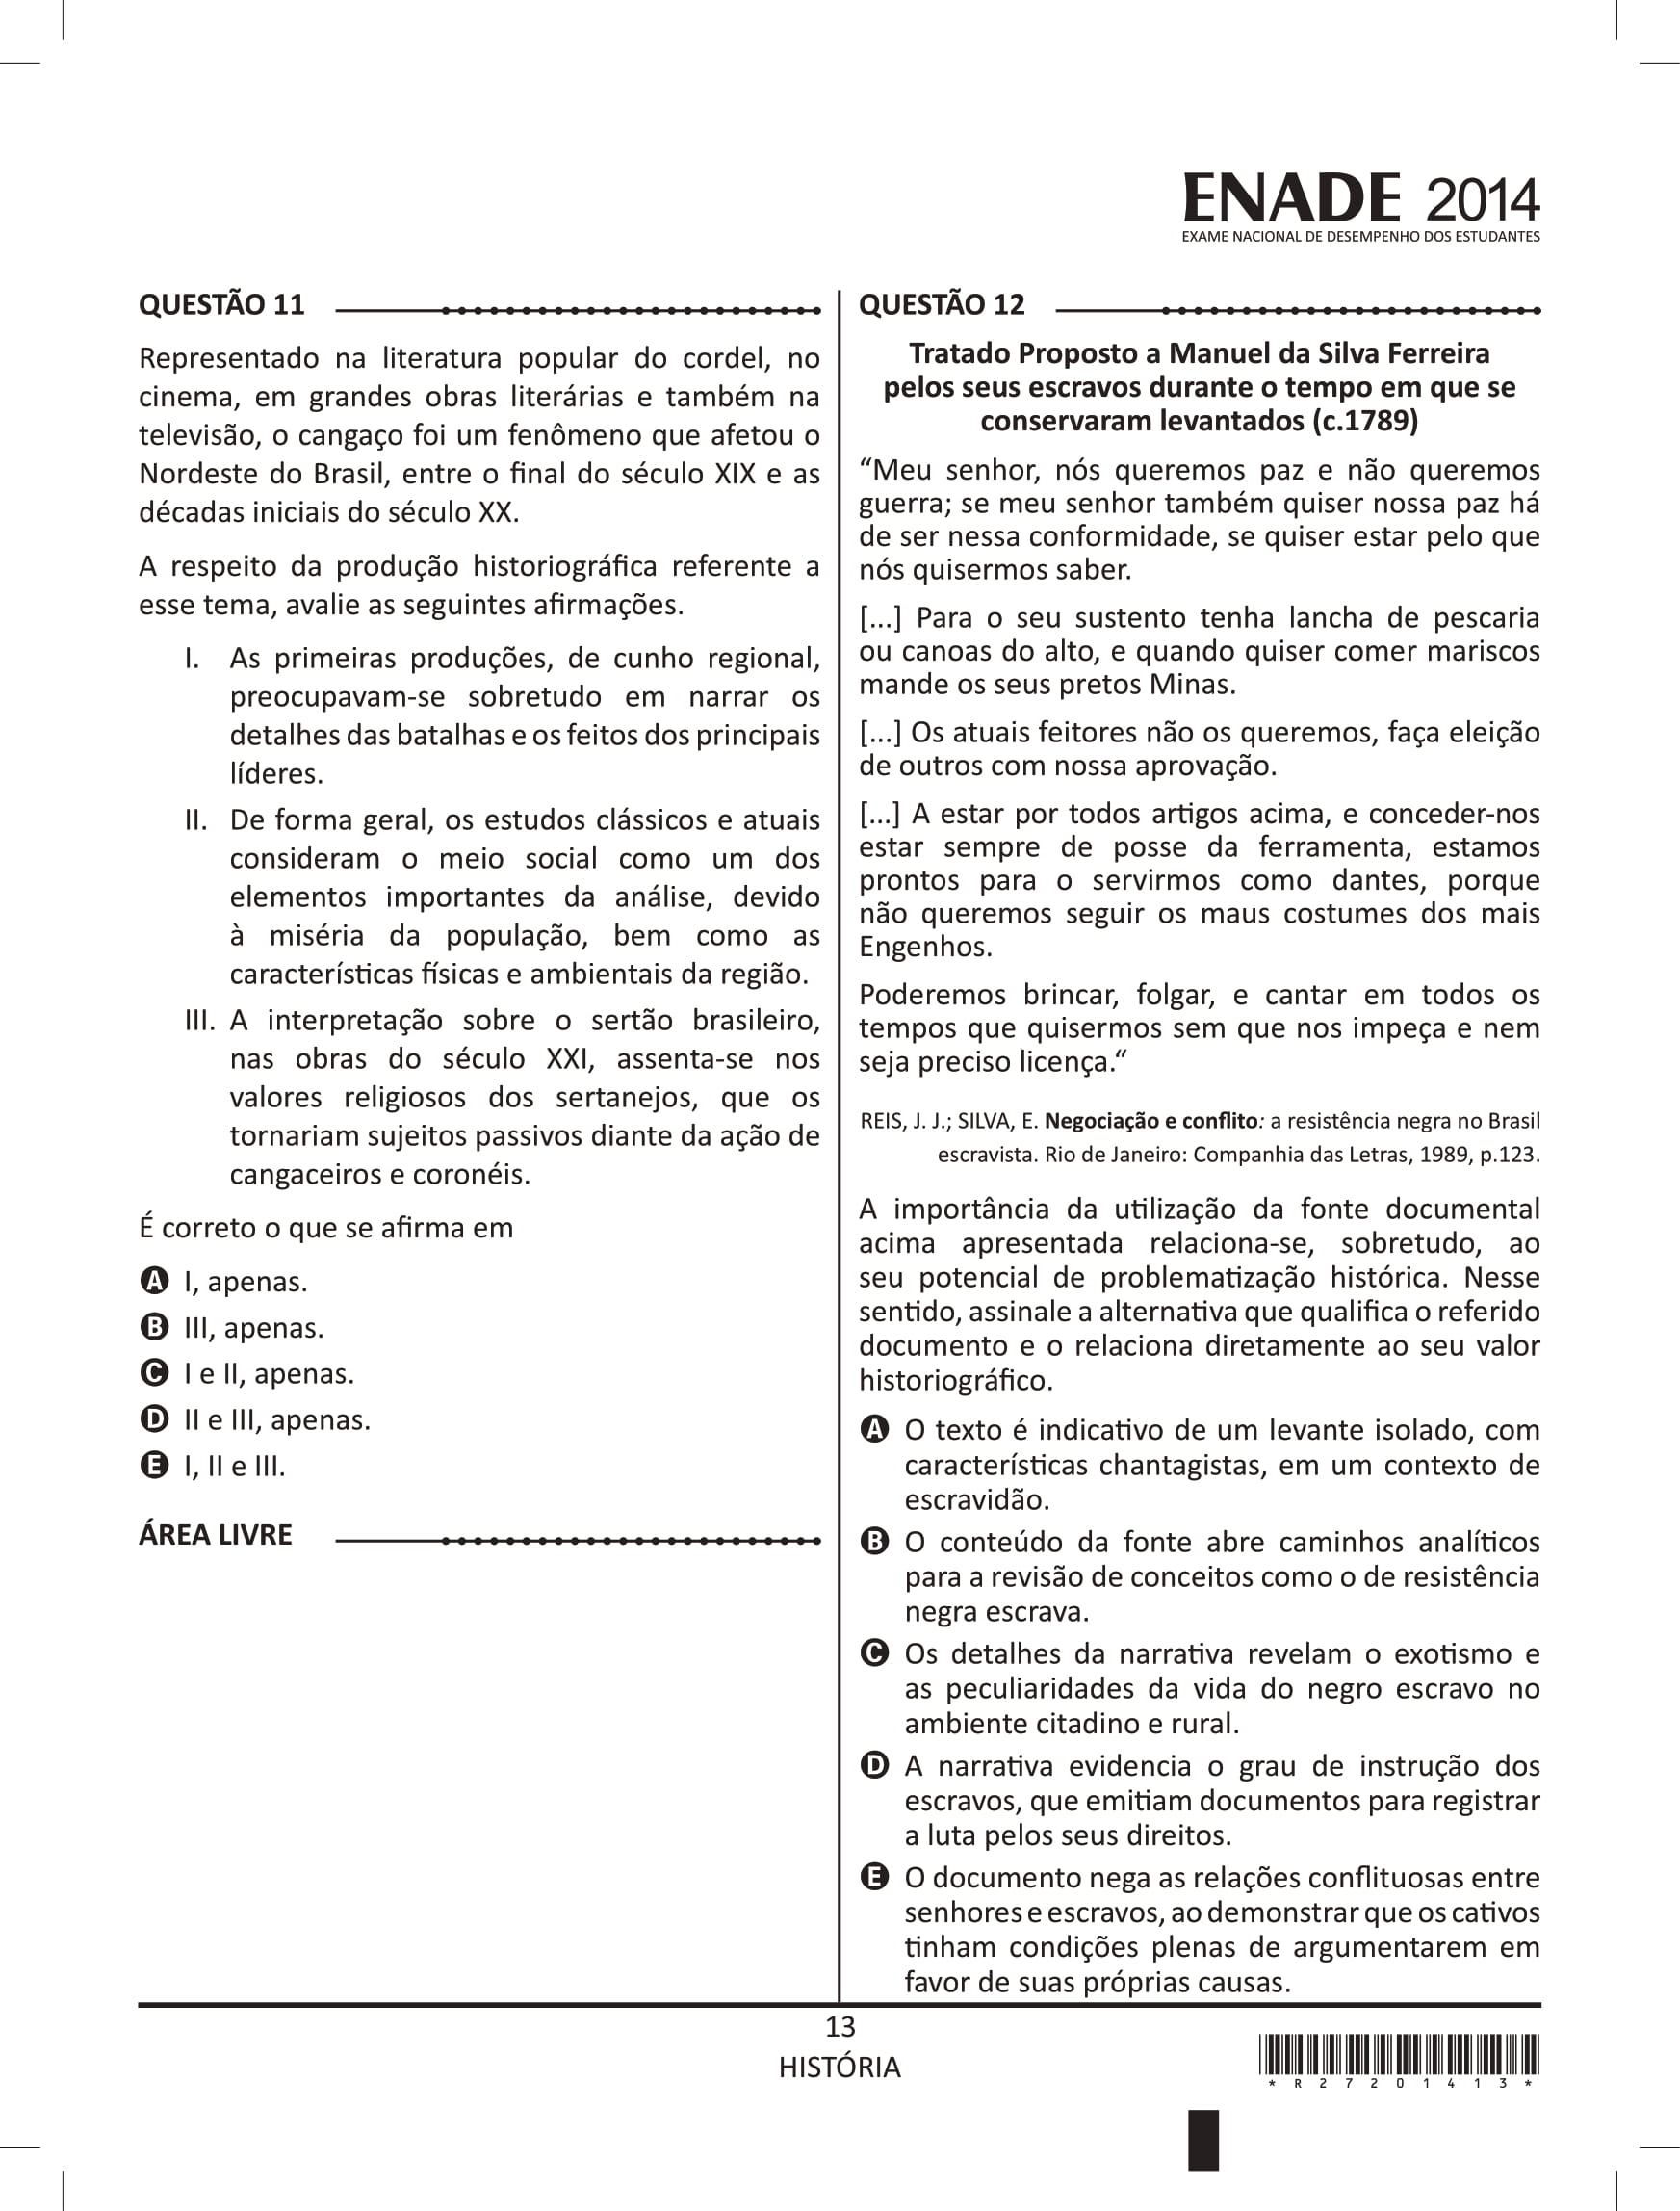 ENADE 2014
EXAME NACIONAL DE DESEMPENHO DOS ESTUDANTES
QUESTÃO 11
Representado na literatura popular do cordel, no
cinema, em grandes obras literárias e também na
televisão, o cangaço foi um fenômeno que afetou o
Nordeste do Brasil, entre o final do século XIX e as
décadas iniciais do século XX.
A respeito da produção historiográfica referente a
esse tema, avalie as seguintes afirmações.
I. As primeiras produções, de cunho regional,
preocupavam-se sobretudo em narrar os
detalhes das batalhas e os feitos dos principais
líderes.
II. De forma geral, os estudos clássicos e atuais
consideram o meio social como um dos
elementos importantes da análise, devido
à miséria da população, bem como as
características físicas e ambientais da região.
III. A interpretação sobre o sertão brasileiro,
nas obras do século XXI, assenta-se nos
valores religiosos dos sertanejos, que os
tornariam sujeitos passivos diante da ação de
cangaceiros e coronéis.
É correto o que se afirma em
A I, apenas.
B III, apenas.
C I e II, apenas.
D II e III, apenas.
E I, II e III.
ÁREA LIVRE
QUESTÃO 12
Tratado Proposto a Manuel da Silva Ferreira
pelos seus escravos durante o tempo em que se
conservaram levantados (c.1789)
“Meu senhor, nós queremos paz e não queremos
guerra; se meu senhor também quiser nossa paz há
de ser nessa conformidade, se quiser estar pelo que
nós quisermos saber.
[...] Para o seu sustento tenha lancha de pescaria
ou canoas do alto, e quando quiser comer mariscos
mande os seus pretos Minas.
[...] Os atuais feitores não os queremos, faça eleição
de outros com nossa aprovação.
[...] A estar por todos artigos acima, e conceder-nos
estar sempre de posse da ferramenta, estamos
prontos para o servirmos como dantes, porque
não queremos seguir os maus costumes dos mais
Engenhos.
Poderemos brincar, folgar, e cantar em todos os
tempos que quisermos sem que nos impeça e nem
seja preciso licença.“
REIS, J. J.; SILVA, E. Negociação e conflito: a resistência negra no Brasil
escravista. Rio de Janeiro: Companhia das Letras, 1989, p.123.
A importância da utilização da fonte documental
acima apresentada relaciona-se, sobretudo, ao
seu potencial de problematização histórica. Nesse
sentido, assinale a alternativa que qualifica o referido
documento e o relaciona diretamente ao seu valor
historiográfico.
A O texto é indicativo de um levante isolado, com
características chantagistas, em um contexto de
escravidão.
B O conteúdo da fonte abre caminhos analíticos
para a revisão de conceitos como o de resistência
negra escrava.
C Os detalhes da narrativa revelam o exotismo e
as peculiaridades da vida do negro escravo no
ambiente citadino e rural.
D A narrativa evidencia o grau de instrução dos
escravos, que emitiam documentos para registrar
a luta pelos seus direitos.
E O documento nega as relações conflituosas entre
senhores e escravos, ao demonstrar que os cativos
tinham condições plenas de argumentarem em
favor de suas próprias causas.
13
HISTÓRIA
* R 2 7 2 0 1 4 1 3 *